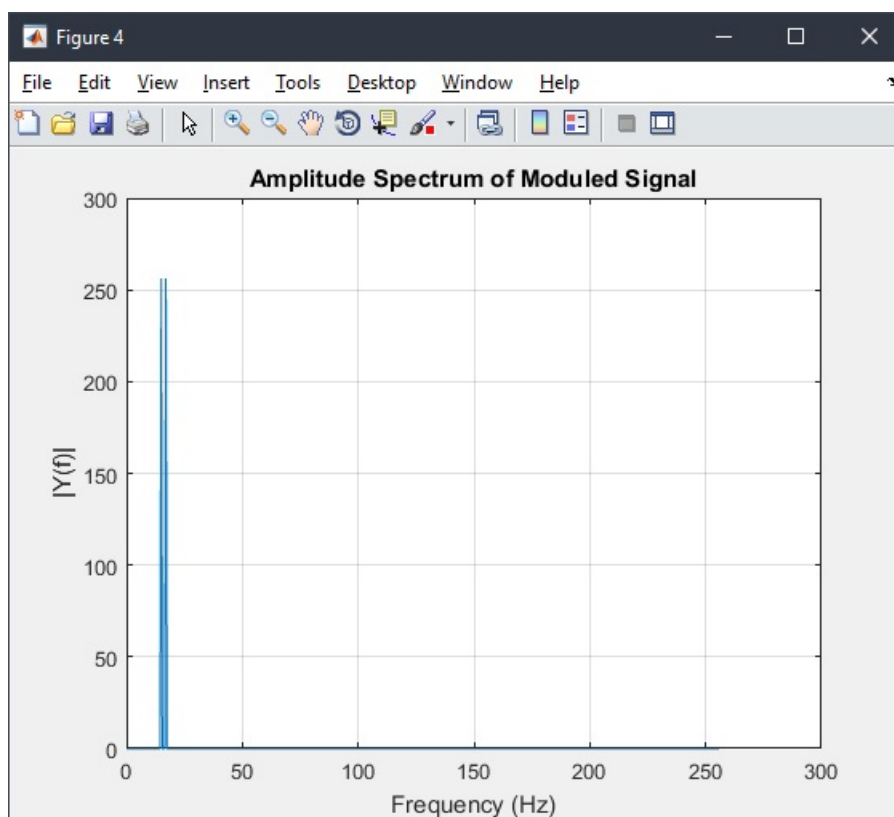 Figure 4
File Edit View Insert Tools Desktop Window Help
Amplitude Spectrum of Moduled Signal
300
250
200
150
100
50
0
|Y(f)|
0 50 100 150 200 250 300
Frequency (Hz)